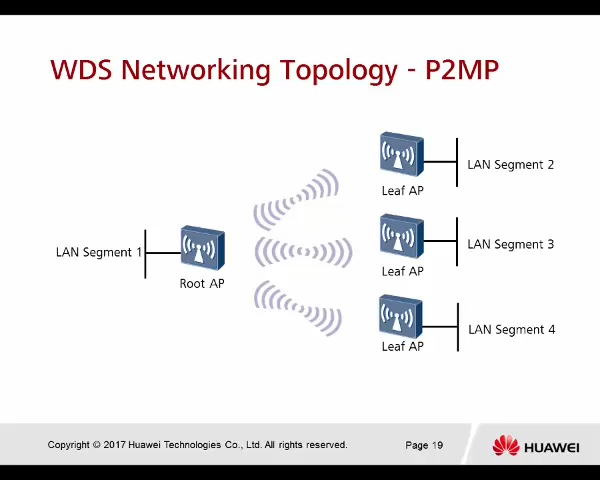 WDS Networking Topology - P2MP
LAN Segment 2
Leaf AP
LAN Segment 1
Root AP
LAN Segment 3
Leaf AP
LAN Segment 4
Leaf AP
Copyright © 2017 Huawei Technologies Co., Ltd. All rights reserved.
Page 19
HUAWEI